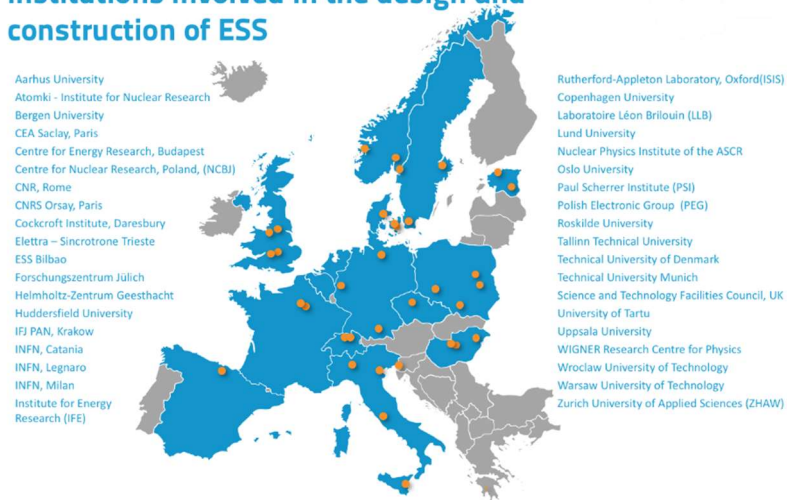 institutions involved in the design and
construction of ESS
Aarhus University
Atomki - Institute for Nuclear Research
Bergen University
CEA Saclay, Paris
Centre for Energy Research, Budapest
Centre for Nuclear Research, Poland, (NCBJ)
CNR, Rome
CNRS Orsay, Paris
Cockcroft Institute, Daresbury
Elettra – Sincrotrone Trieste
ESS Bilbao
Forschungszentrum Jülich
Helmholtz-Zentrum Geesthacht
Huddersfield University
IFJ PAN, Krakow
INFN, Catania
INFN, Legnaro
INFN, Milan
Institute for Energy
Research (IFE)
Rutherford-Appleton Laboratory, Oxford(ISIS)
Copenhagen University
Laboratoire Léon Brilouin (LLB)
Lund University
Nuclear Physics Institute of the ASCR
Oslo University
Paul Scherrer Institute (PSI)
Polish Electronic Group (PEG)
Roskilde University
Tallinn Technical University
Technical University of Denmark
Technical University Munich
Science and Technology Facilities Council, UK
University of Tartu
Uppsala University
WIGNER Research Centre for Physics
Wroclaw University of Technology
Warsaw University of Technology
Zurich University of Applied Sciences (ZHAW)